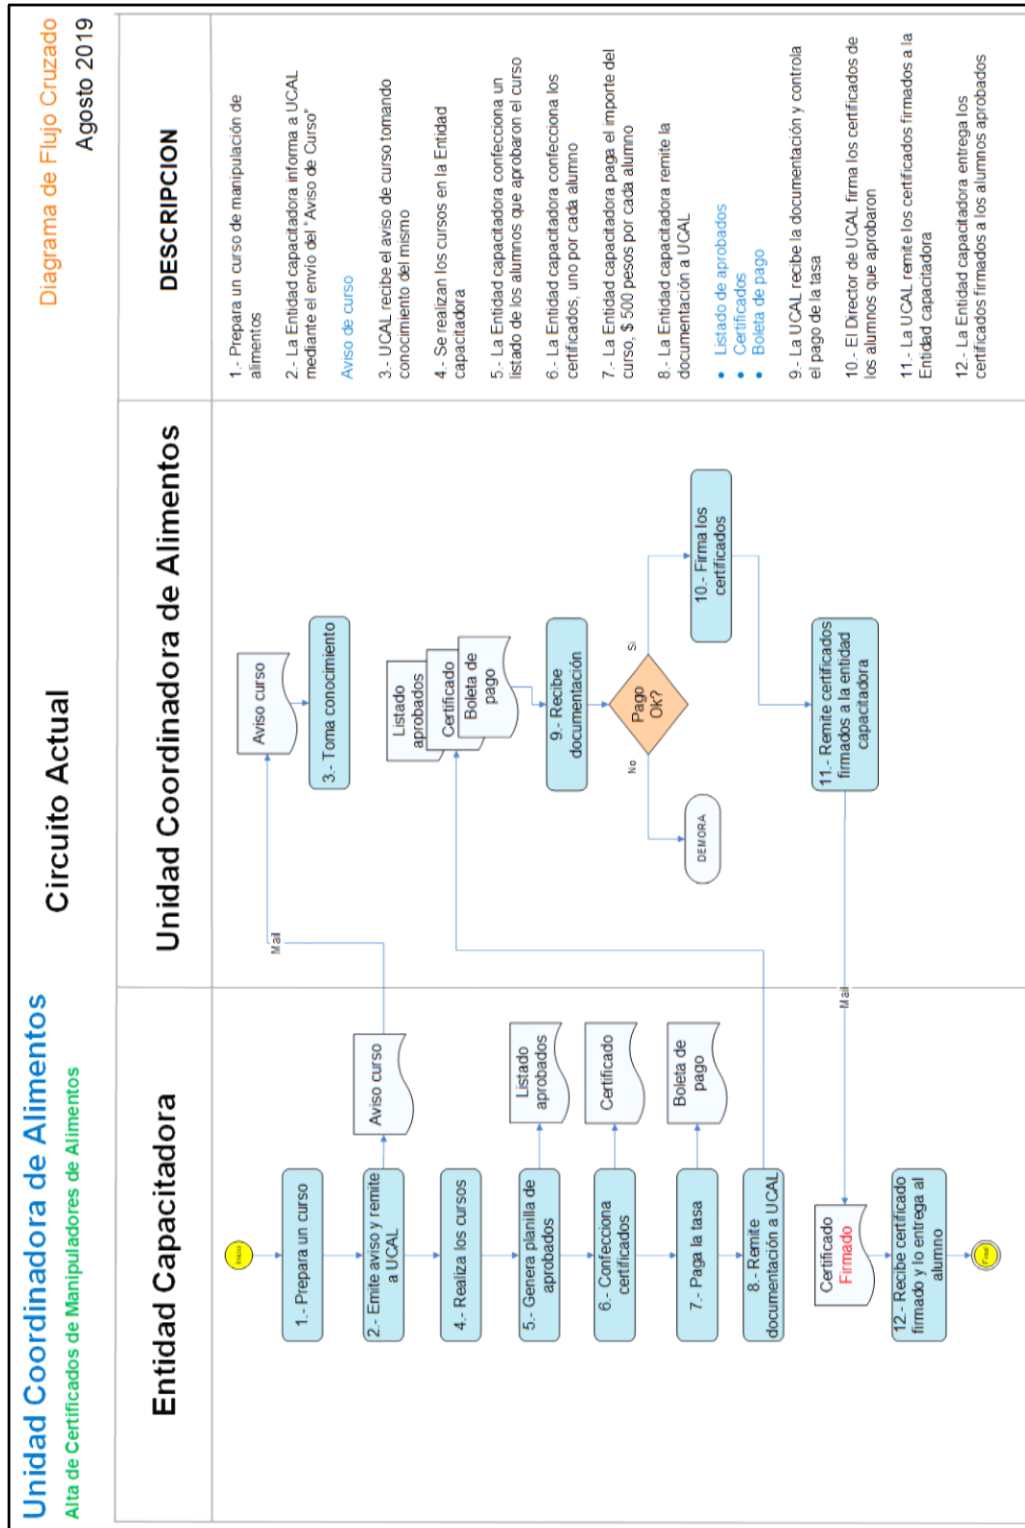 Unidad Coordinadora de Alimentos
Alta de Certificados de Manipuladores de Alimentos
Circuito Actual
Diagrama de Flujo Cruzado
Agosto 2019
Entidad Capacitadora
Unidad Coordinadora de Alimentos
DESCRIPCION
Inicio
1.- Prepara un curso
2.- Emite aviso y remite
a UCAL
Aviso curso
4.- Realiza los cursos
5.- Genera planilla de
aprobados
Listado
aprobados
6.- Confecciona
certificados
Certificado
7.- Paga la tasa
Boleta de
pago
8.- Remite
documentación a UCAL
Certificado
Firmado
12.- Recibe certificado
firmado y lo entrega al
alumno
Final
Mail
Aviso curso
3.- Toma conocimiento
Listado
aprobados
Certificado
Boleta de
pago
9.- Recibe
documentación
Pago
Ok?
No
Si
DEMORA
10.- Firma los
certificados
11.- Remite certificados
firmados a la entidad
capacitadora
Mail
1.- Prepara un curso de manipulación de
alimentos
2.- La Entidad capacitadora informa a UCAL
mediante el envío del "Aviso de Curso"
Aviso de curso
3.- UCAL recibe el aviso de curso tomando
conocimiento del mismo
4.- Se realizan los cursos en la Entidad
capacitadora
5.- La Entidad capacitadora confecciona un
listado de los alumnos que aprobaron el curso
6.- La Entidad capacitadora confecciona los
certificados, uno por cada alumno
7.- La Entidad capacitadora paga el importe del
curso, $ 500 pesos por cada alumno
8.- La Entidad capacitadora remite la
documentación a UCAL
• Listado de aprobados
• Certificados
• Boleta de pago
9.- La UCAL recibe la documentación y controla
el pago de la tasa
10.- El Director de UCAL firma los certificados de
los alumnos que aprobaron
11.- La UCAL remite los certificados firmados a la
Entidad capacitadora
12.- La Entidad capacitadora entrega los
certificados firmados a los alumnos aprobados